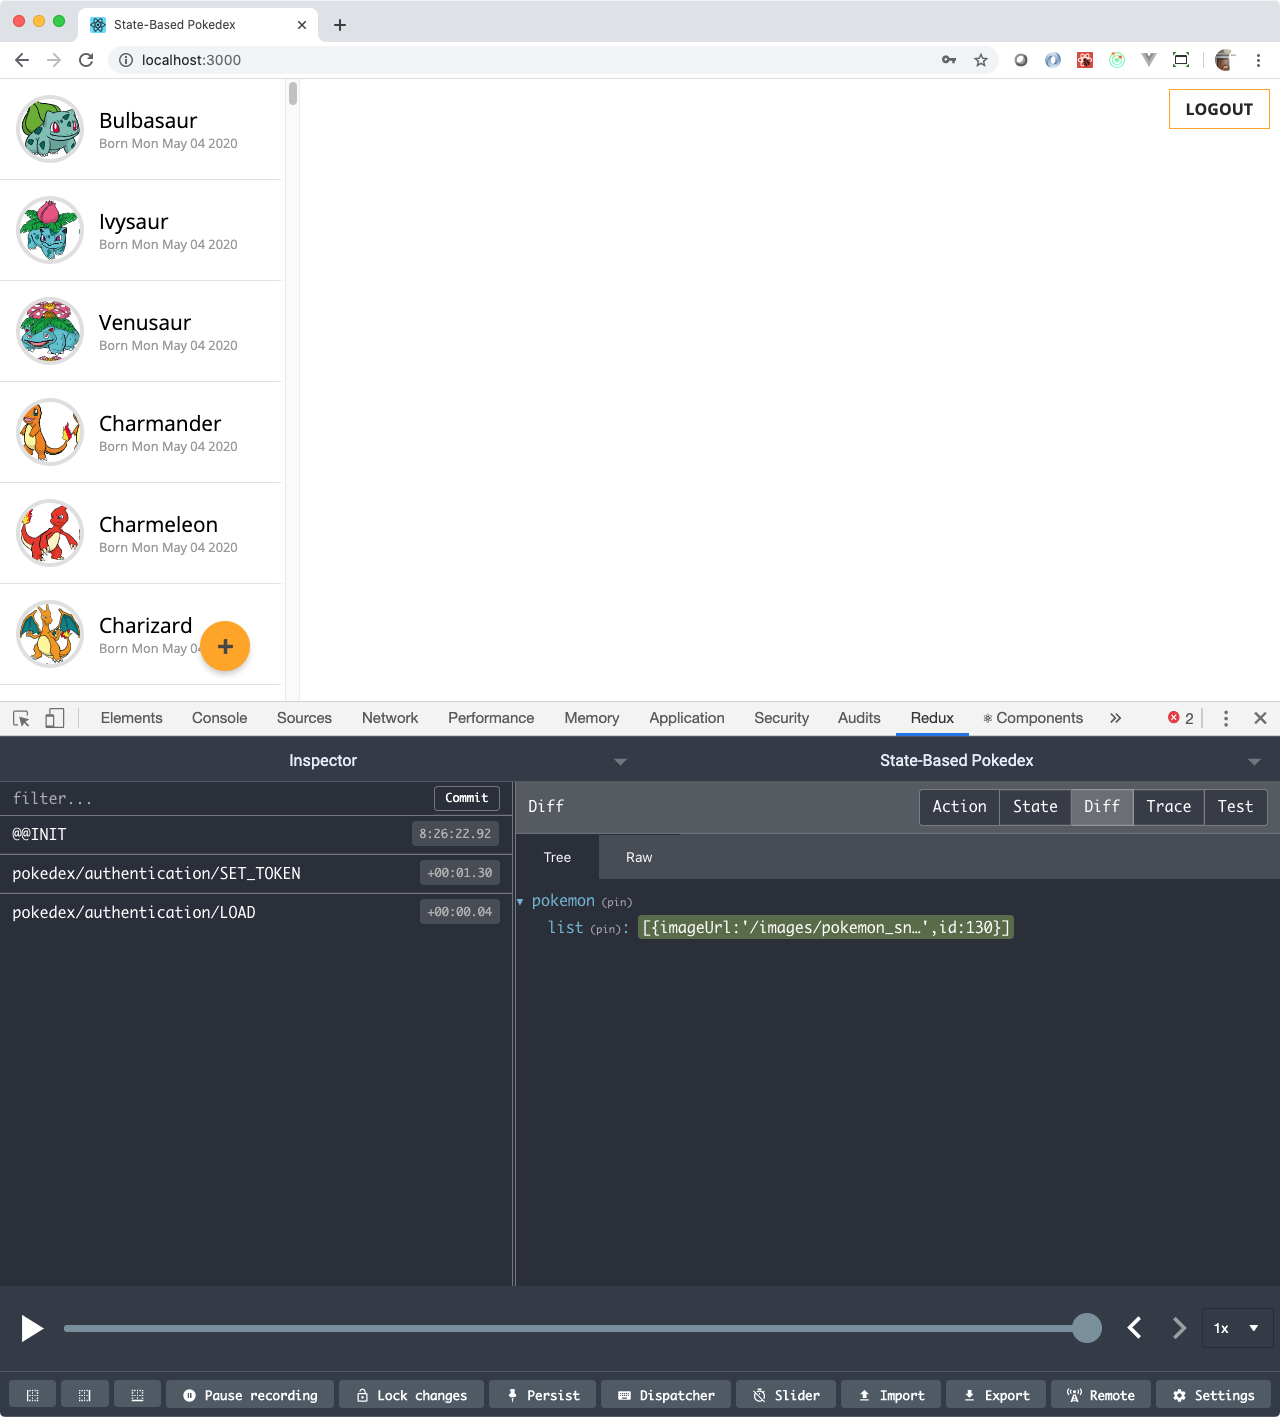 State-Based Pokedex
localhost:3000
LOGOUT
Bulbasaur
Born Mon May 04 2020
Ivysaur
Born Mon May 04 2020
Venusaur
Born Mon May 04 2020
Charmander
Born Mon May 04 2020
Charmeleon
Born Mon May 04 2020
Charizard
Born Mon May 0
Elements Console Sources Network Performance Memory Application Security Audits Redux Components 2
Inspector State-Based Pokedex
filter... Commit
@@INIT 8:26:22.92
pokedex/authentication/SET_TOKEN +00:01.30
pokedex/authentication/LOAD +00:00.04
Diff Action State Diff Trace Test
Tree Raw
pokemon (pin)
list (pin): [{imageUrl:'/images/pokemon_sn…',id:130}]
1x
Pause recording Lock changes Persist Dispatcher Slider Import Export Remote Settings